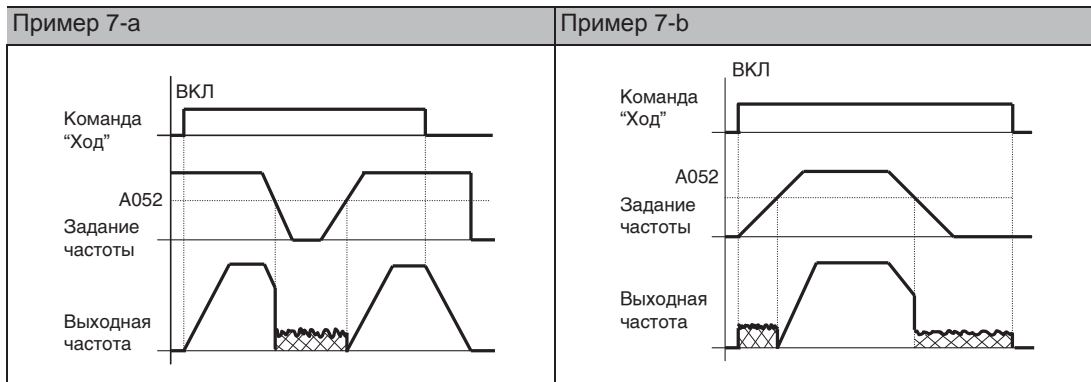 Пример 7-a
ВКЛ
Команда
“Ход”
A052
Задание
частоты
Выходная
частота
Пример 7-b
ВКЛ
Команда
“Ход”
A052
Задание
частоты
Выходная
частота